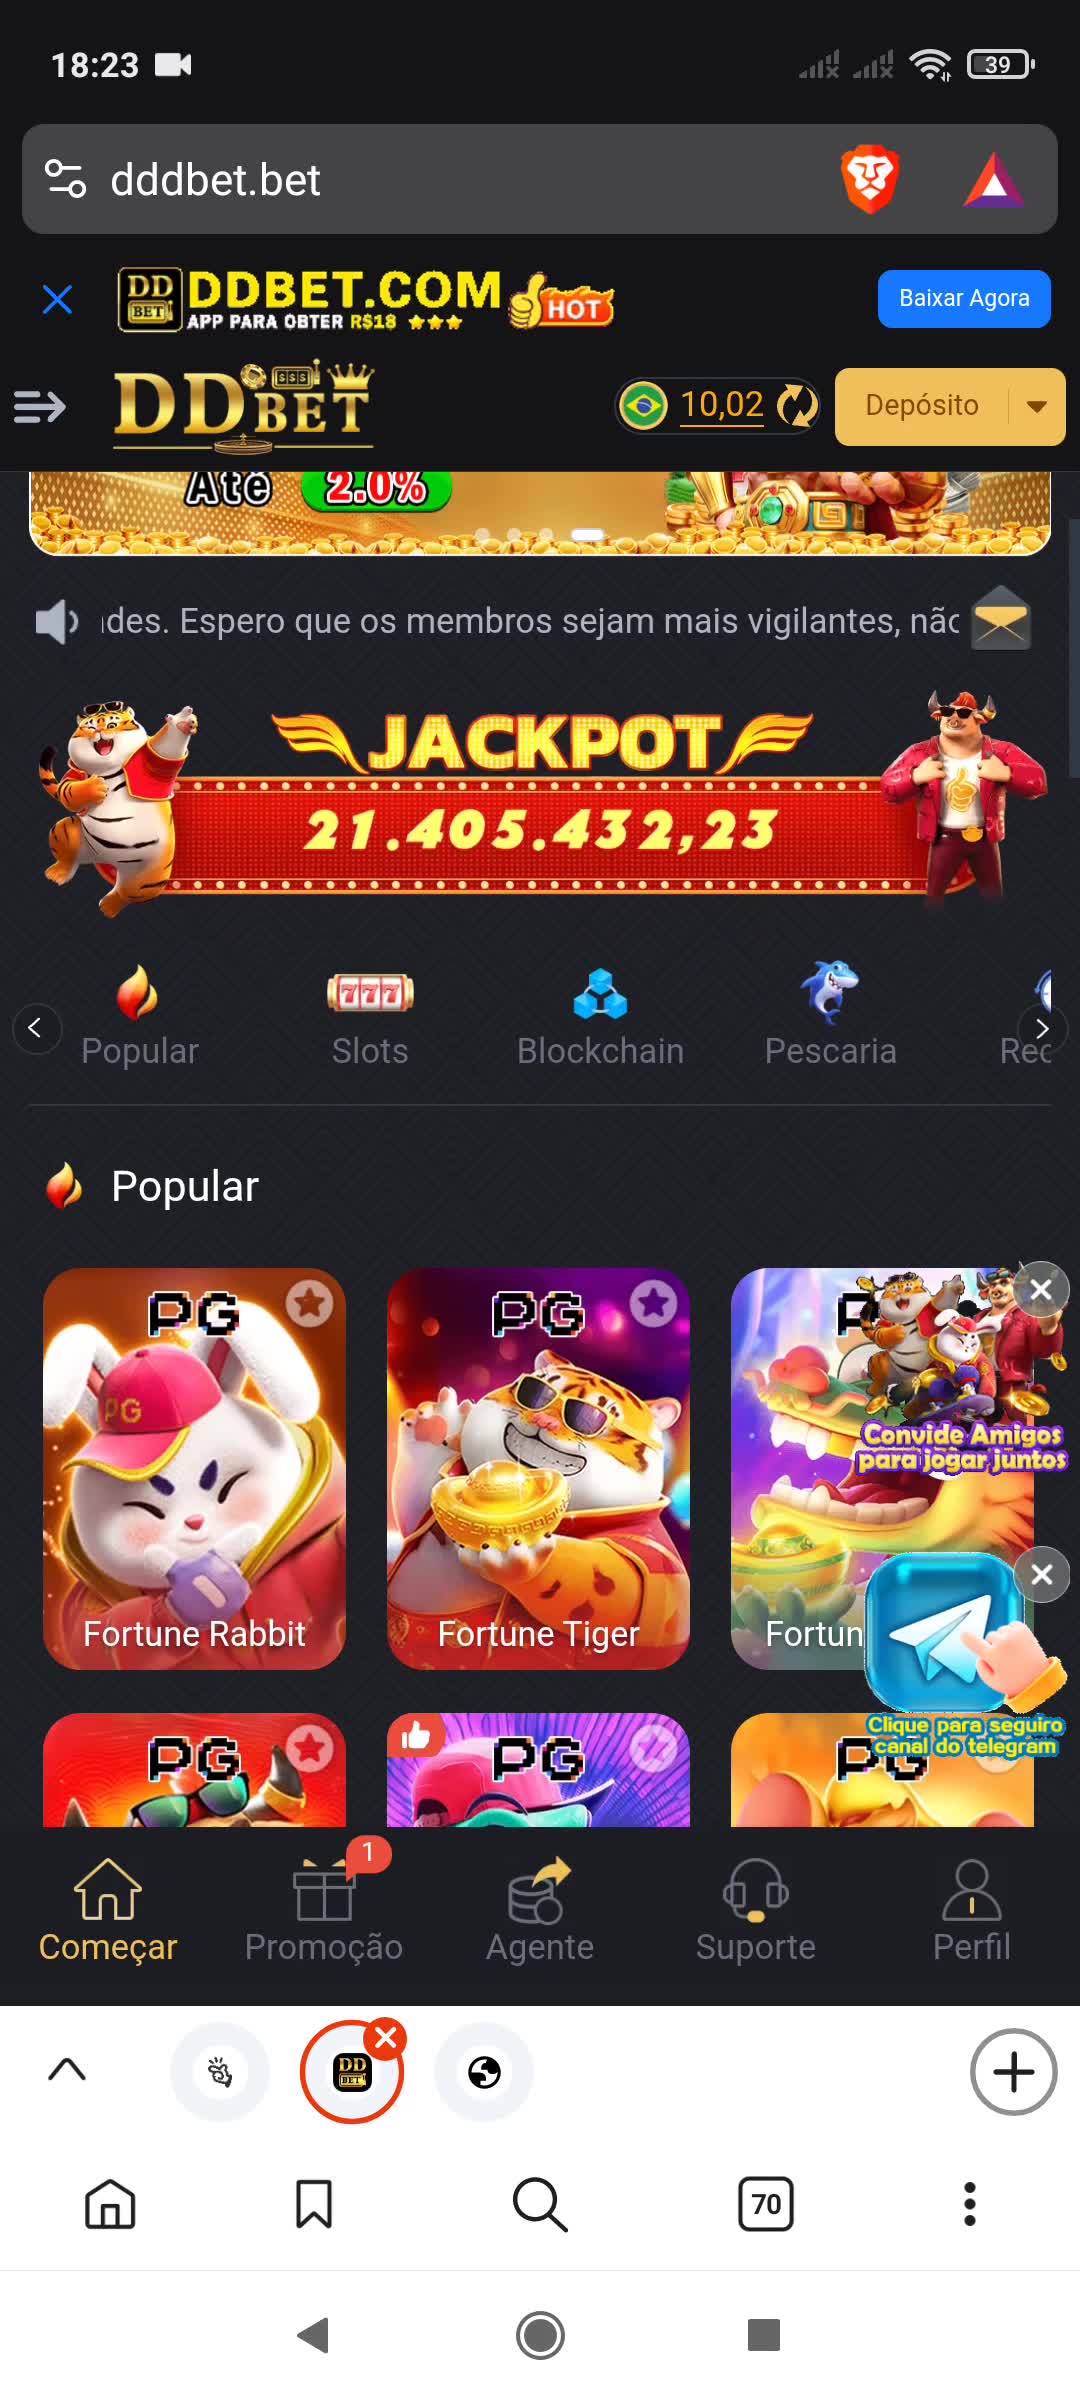 18:23
39
dddbet.bet
DD
BET
DDBET.COM
APP PARA OBTER R$18
HOT
Baixar Agora
DDBET
10,02
Depósito
Até
2.0%
des. Espero que os membros sejam mais vigilantes, nãc
JACKPOT
21.405.432,23
777
Popular
Slots
Blockchain
Pescaria
Rec
Popular
PG
PG
PG
Convide Amigos
para jogar juntos
Fortune Rabbit
Fortune Tiger
Fortun
Clique para seguiro
canal do telegram
PG
PG
PG
1
Começar
Promoção
Agente
Suporte
Perfil
DD
BET
70